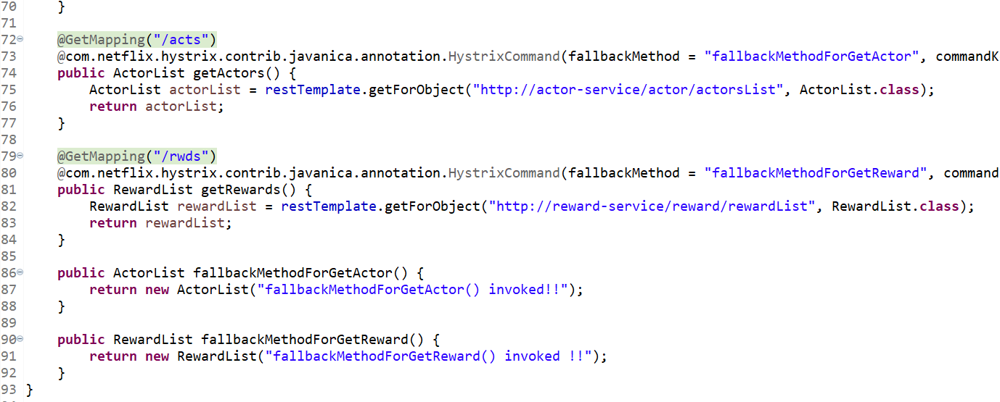 70     }
71
72     @GetMapping("/acts")
73     @com.netflix.hystrix.contrib.javanica.annotation.HystrixCommand(fallbackMethod = "fallbackMethodForGetActor", commandK
74     public ActorList getActors() {
75         ActorList actorList = restTemplate.getForObject("http://actor-service/actor/actorsList", ActorList.class);
76         return actorList;
77     }
78
79     @GetMapping("/rwds")
80     @com.netflix.hystrix.contrib.javanica.annotation.HystrixCommand(fallbackMethod = "fallbackMethodForGetReward", command
81     public RewardList getRewards() {
82         RewardList rewardList = restTemplate.getForObject("http://reward-service/reward/rewardList", RewardList.class);
83         return rewardList;
84     }
85
86     public ActorList fallbackMethodForGetActor() {
87         return new ActorList("fallbackMethodForGetActor() invoked!!");
88     }
89
90     public RewardList fallbackMethodForGetReward() {
91         return new RewardList("fallbackMethodForGetReward() invoked !!");
92     }
93 }